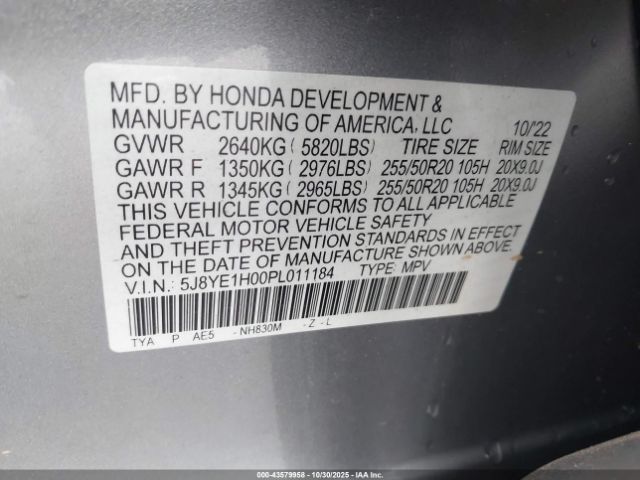 MFD. BY HONDA DEVELOPMENT &
MANUFACTURING OF AMERICA, LLC 10/'22
GVWR 2640KG ( 5820LBS) TIRE SIZE RIM SIZE
GAWR F 1350KG ( 2976LBS) 255/50R20 105H 20X9.0J
GAWR R 1345KG ( 2965LBS) 255/50R20 105H 20X9.0J
THIS VEHICLE CONFORMS TO ALL APPLICABLE
FEDERAL MOTOR VEHICLE SAFETY
AND THEFT PREVENTION STANDARDS IN EFFECT
ON THE DATE OF MANUFACTURE SHOWN ABOVE.
V.I.N.: 5J8YE1H00PL011184 TYPE: MPV
TYA P AE5 - NH830M - Z - L
000-43579958 | 10/30/2025 | IAA Inc.